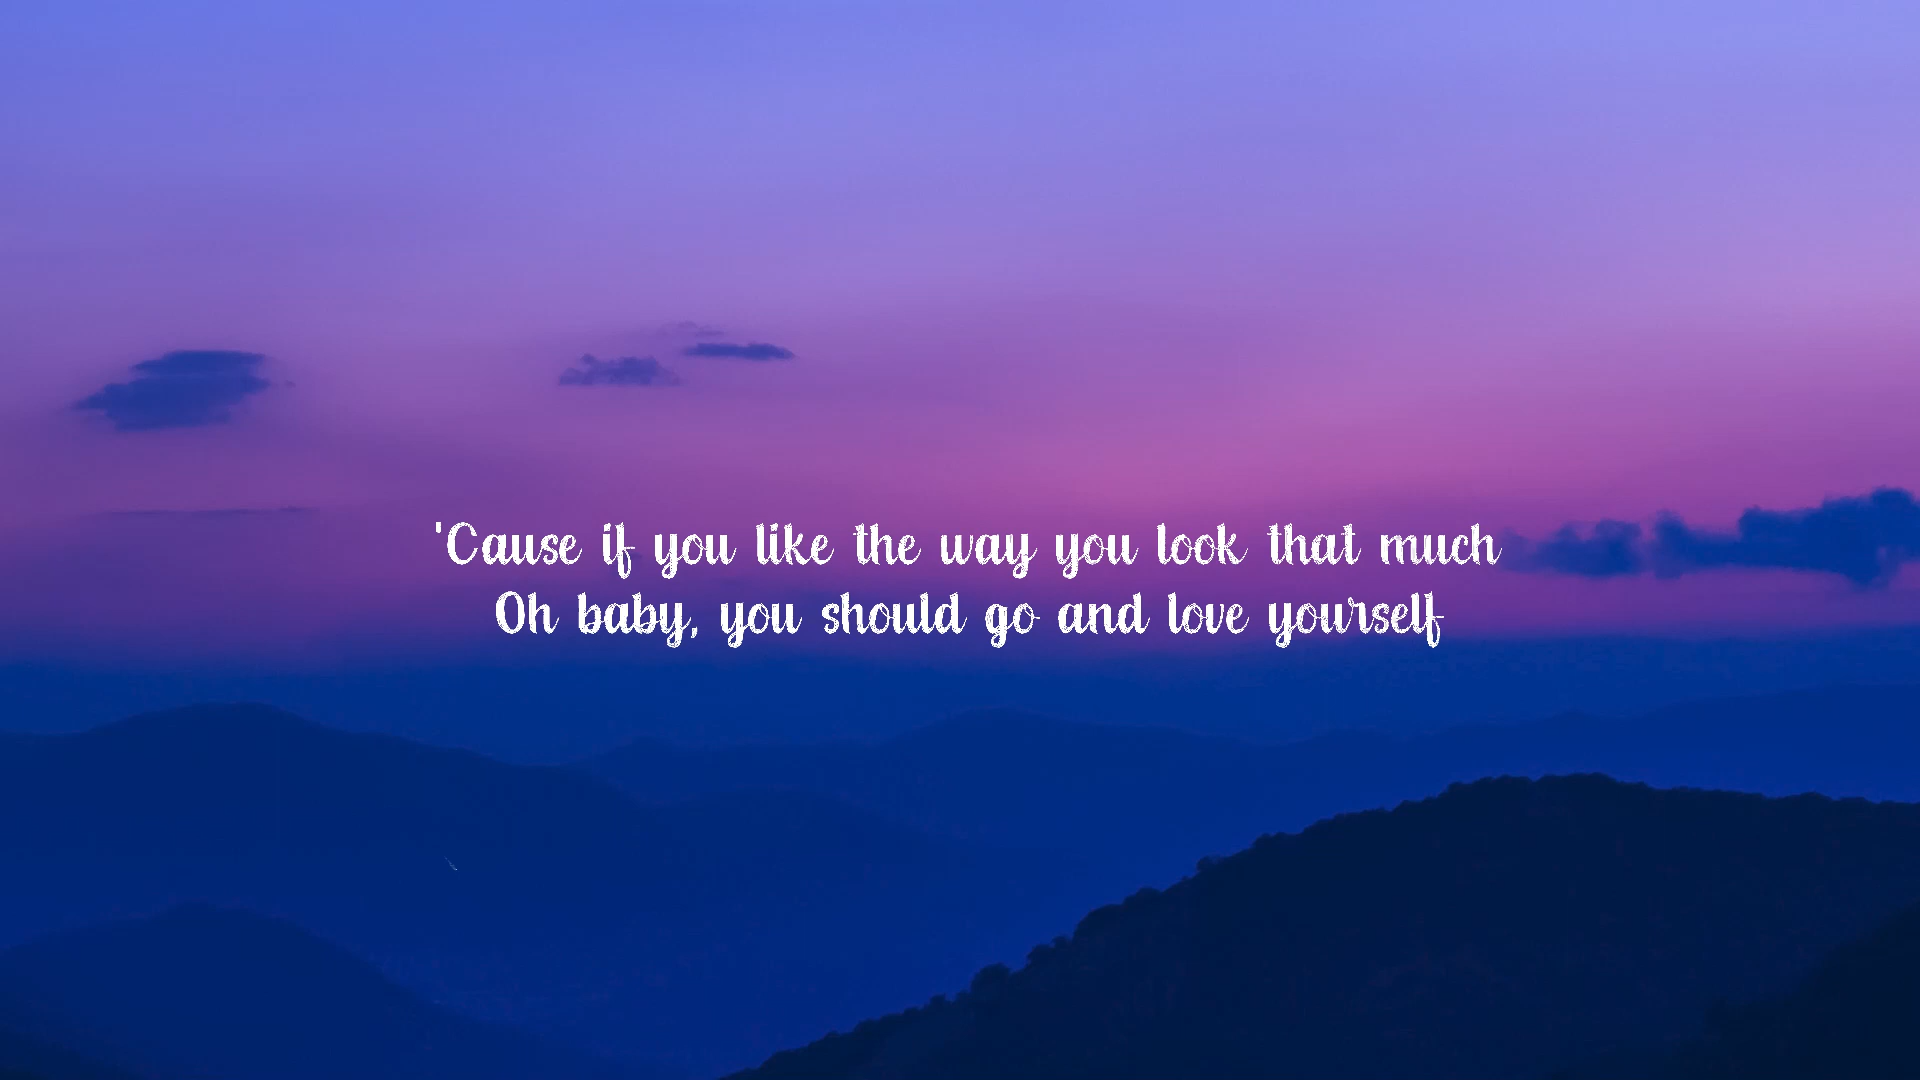 'Cause if you like the way you look that much
Oh baby, you should go and love yourself